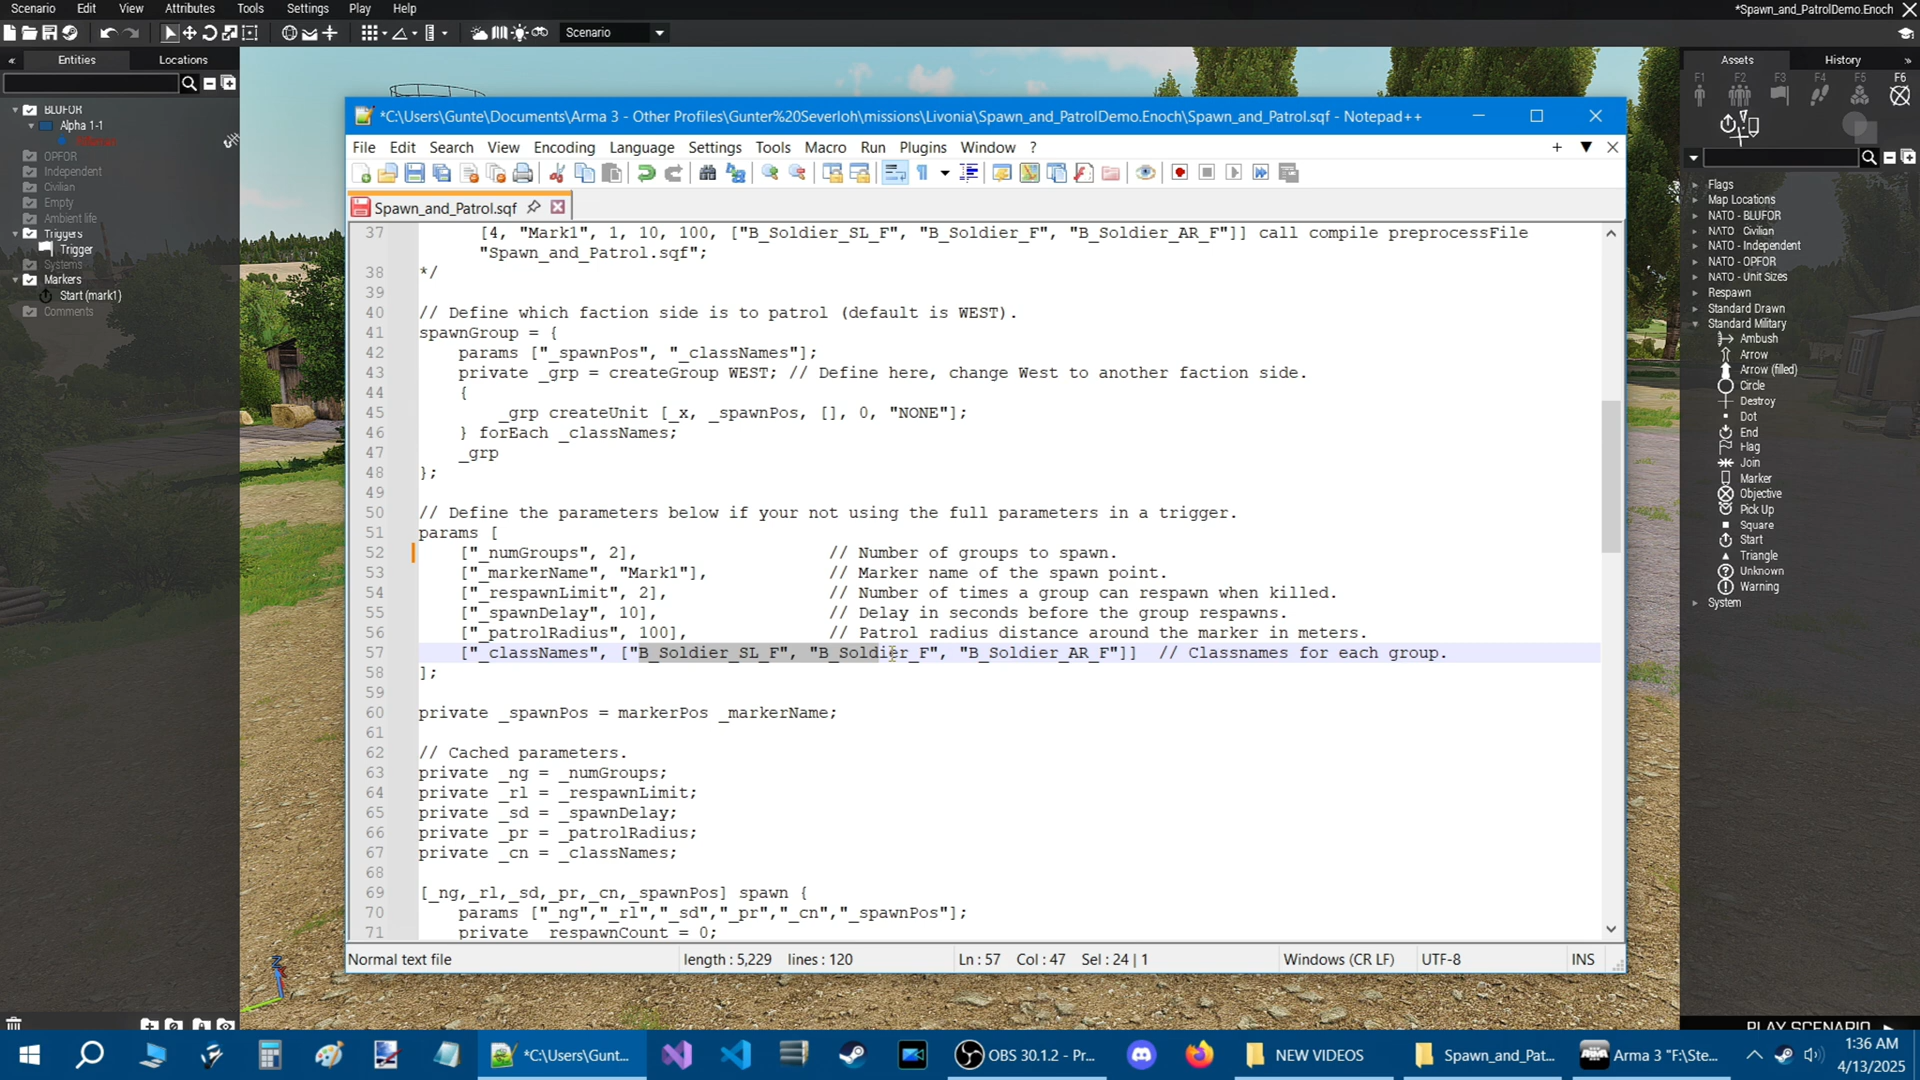 Scenario Edit View Attributes Tools Settings Play Help
*Spawn_and_PatrolDemo.Enoch
Scenario
Entities Locations
BLUFOR
Alpha 1-1
OPFOR
Independent
Civilian
Empty
Ambient life
Triggers
Trigger
Systems
Markers
Start (mark1)
Comments
*C:\Users\Gunte\Documents\Arma 3 - Other Profiles\Gunter%20Severloh\missions\Livonia\Spawn_and_PatrolDemo.Enoch\Spawn_and_Patrol.sqf - Notepad++
File Edit Search View Encoding Language Settings Tools Macro Run Plugins Window ?
Spawn_and_Patrol.sqf
37 [4, "Mark1", 1, 10, 100, ["B_Soldier_SL_F", "B_Soldier_F", "B_Soldier_AR_F"]] call compile preprocessFile
"Spawn_and_Patrol.sqf";
38 */
39
40 // Define which faction side is to patrol (default is WEST).
41 spawnGroup = {
42 params ["_spawnPos", "_classNames"];
43 private _grp = createGroup WEST; // Define here, change West to another faction side.
44 {
45 _grp createUnit [_x, _spawnPos, [], 0, "NONE"];
46 } forEach _classNames;
47 _grp
48 };
49
50 // Define the parameters below if your not using the full parameters in a trigger.
51 params [
52 ["_numGroups", 2], // Number of groups to spawn.
53 ["_markerName", "Mark1"], // Marker name of the spawn point.
54 ["_respawnLimit", 2], // Number of times a group can respawn when killed.
55 ["_spawnDelay", 10], // Delay in seconds before the group respawns.
56 ["_patrolRadius", 100], // Patrol radius distance around the marker in meters.
57 ["_classNames", ["B_Soldier_SL_F", "B_Soldier_F", "B_Soldier_AR_F"]] // Classnames for each group.
58 ];
59
60 private _spawnPos = markerPos _markerName;
61
62 // Cached parameters.
63 private _ng = _numGroups;
64 private _rl = _respawnLimit;
65 private _sd = _spawnDelay;
66 private _pr = _patrolRadius;
67 private _cn = _classNames;
68
69 [_ng,_rl,_sd,_pr,_cn,_spawnPos] spawn {
70 params ["_ng","_rl","_sd","_pr","_cn","_spawnPos"];
71 private _respawnCount = 0;
Normal text file length : 5,229 lines : 120 Ln : 57 Col : 47 Sel : 24 | 1 Windows (CR LF) UTF-8 INS
Assets History
F1 F2 F3 F4 F5 F6
Flags
Map Locations
NATO - BLUFOR
NATO - Civilian
NATO - Independent
NATO - OPFOR
NATO - Unit Sizes
Respawn
Standard Drawn
Standard Military
Ambush
Arrow
Arrow (filled)
Circle
Destroy
Dot
End
Flag
Join
Marker
Objective
Pick Up
Square
Start
Triangle
Unknown
Warning
System
PLAY SCENARIO
*C:\Users\Gunt...
OBS 30.1.2 - Pr...
NEW VIDEOS
Spawn_and_Pat...
Arma 3 "F:\Ste...
1:36 AM
4/13/2025